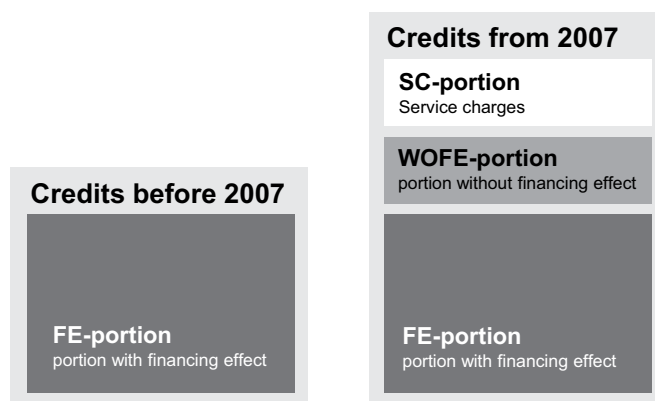 Credits before 2007
FE-portion
portion with financing effect
Credits from 2007
SC-portion
Service charges
WOFE-portion
portion without financing effect
FE-portion
portion with financing effect